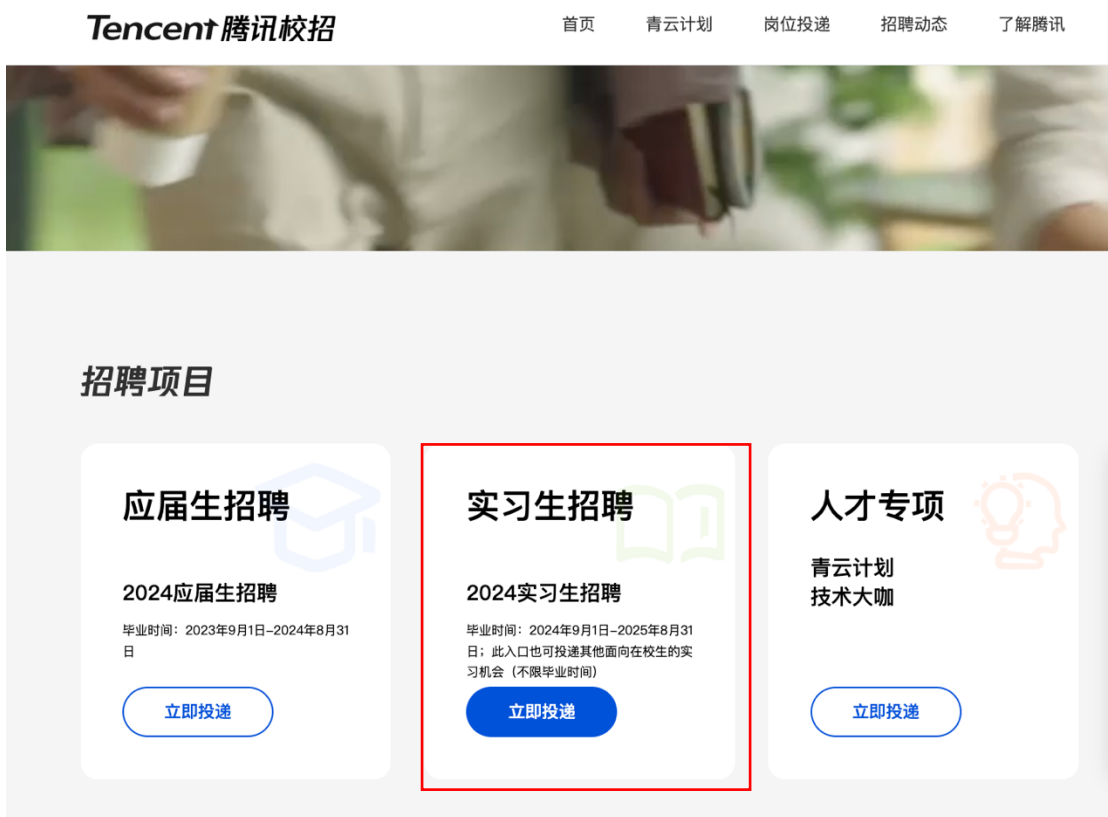 Tencent 腾讯校招
首页 青云计划 岗位投递 招聘动态 了解腾讯
招聘项目
应届生招聘
2024应届生招聘
毕业时间：2023年9月1日-2024年8月31
日
立即投递
实习生招聘
2024实习生招聘
毕业时间：2024年9月1日-2025年8月31
日；此入口也可投递其他面向在校生的实
习机会（不限毕业时间）
立即投递
人才专项
青云计划
技术大咖
立即投递